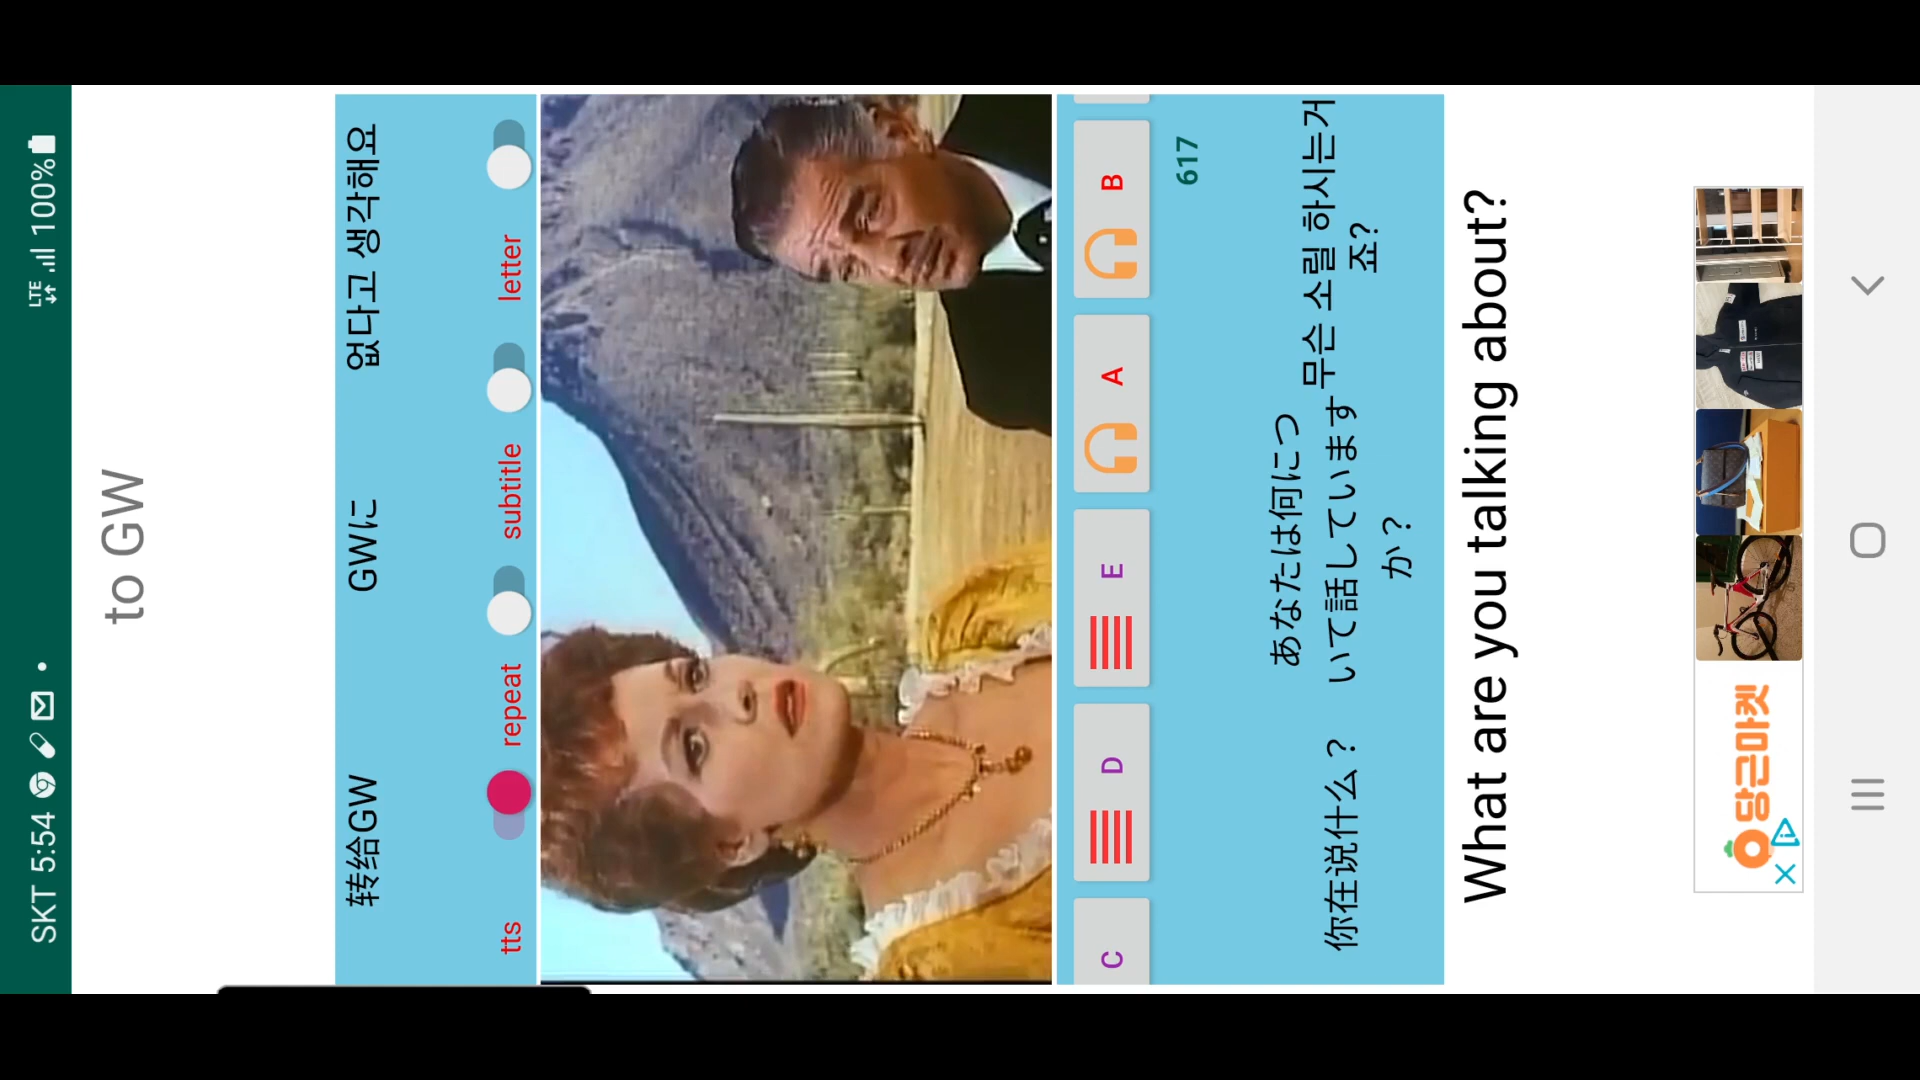 SKT 5:54
LTE 100%
to GW
转给GW
GWに
없다고 생각해요
tts
repeat
subtitle
letter
C
D
E
A
B
617
你在说什么？
あなたは何につ
いて話しています
か？
무슨 소릴 하시는거
죠?
What are you talking about?
당근마켓